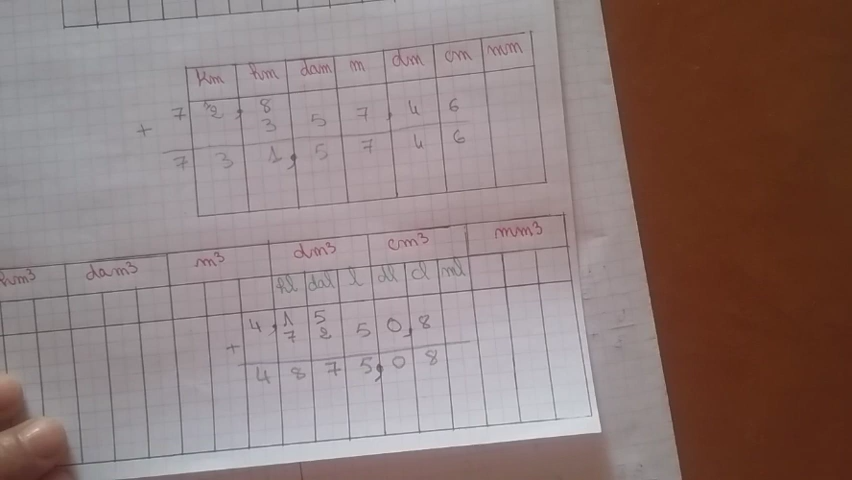 km hm dam m dm cm mm
7 2, 8
+ 3 5 7, 4 6
7 3 1, 5 7 4 6
hm3 dam3 m3 dm3 cm3 mm3
hl dal l dl cl ml
4, 1 5
+ 7 2 5 0, 8
4 8 7 5, 0 8